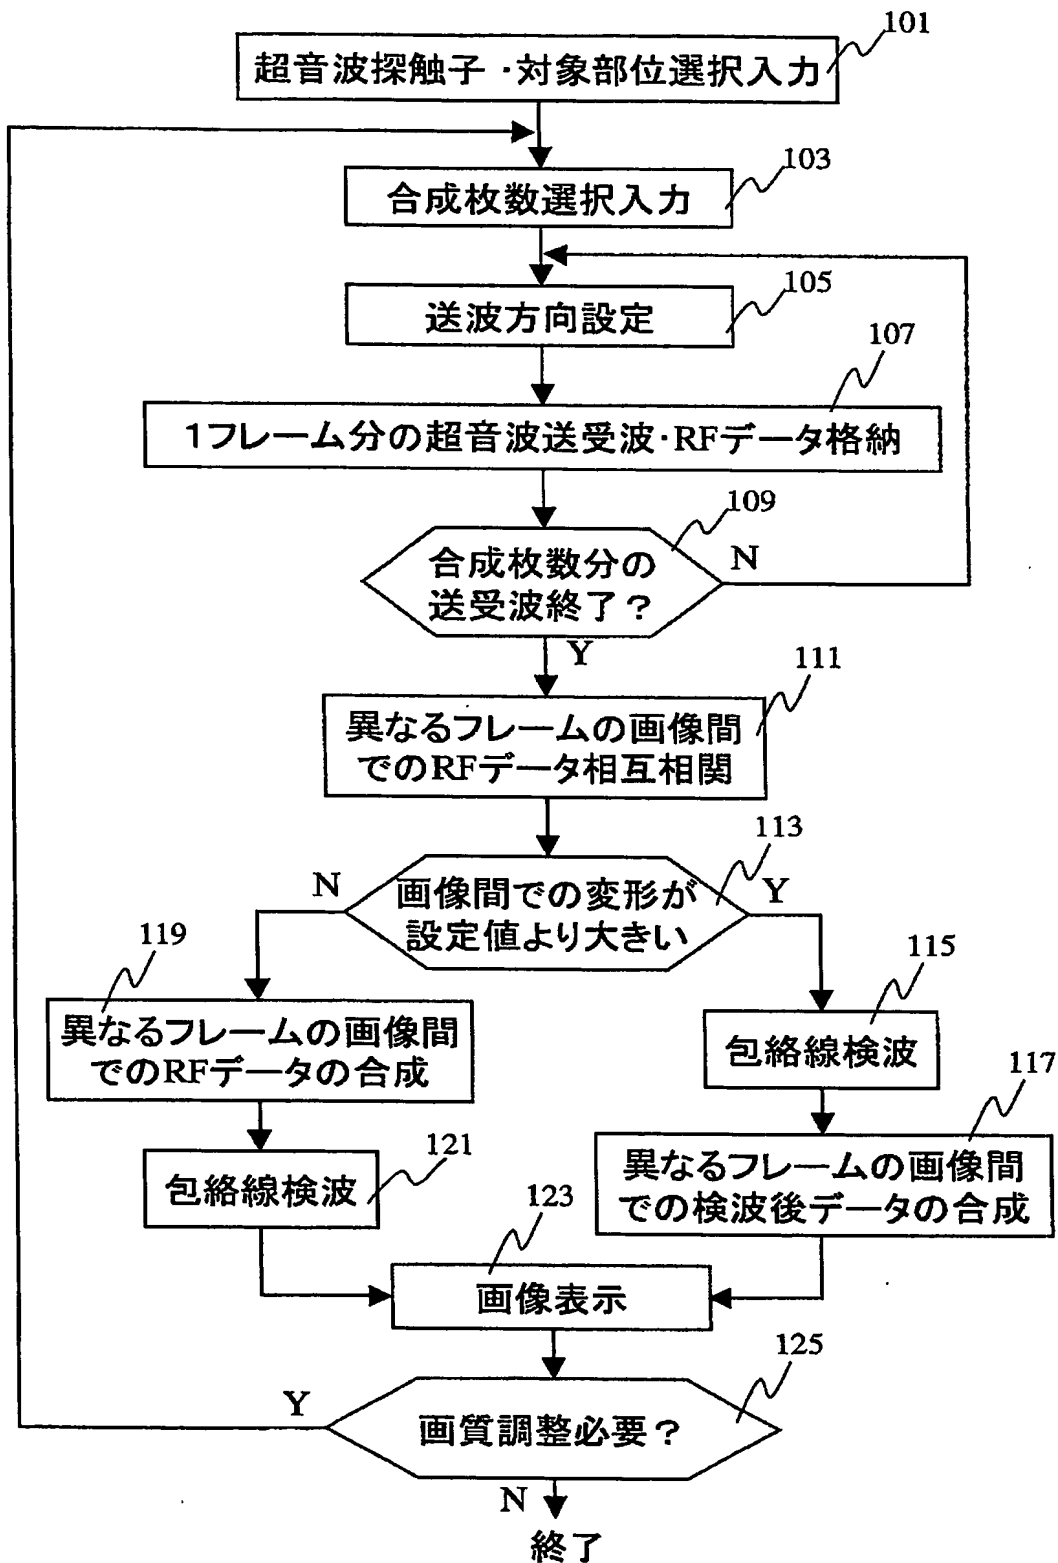 101
超音波探触子・対象部位選択入力
103
合成枚数選択入力
105
送波方向設定
107
1フレーム分の超音波送受波・RFデータ格納
109
合成枚数分の
送受波終了?
N
Y
111
異なるフレームの画像間
でのRFデータ相互相関
113
画像間での変形が
設定値より大きい
N
Y
119
異なるフレームの画像間
でのRFデータの合成
115
包絡線検波
117
異なるフレームの画像間
での検波後データの合成
121
包絡線検波
123
画像表示
125
画質調整必要?
Y
N
終了